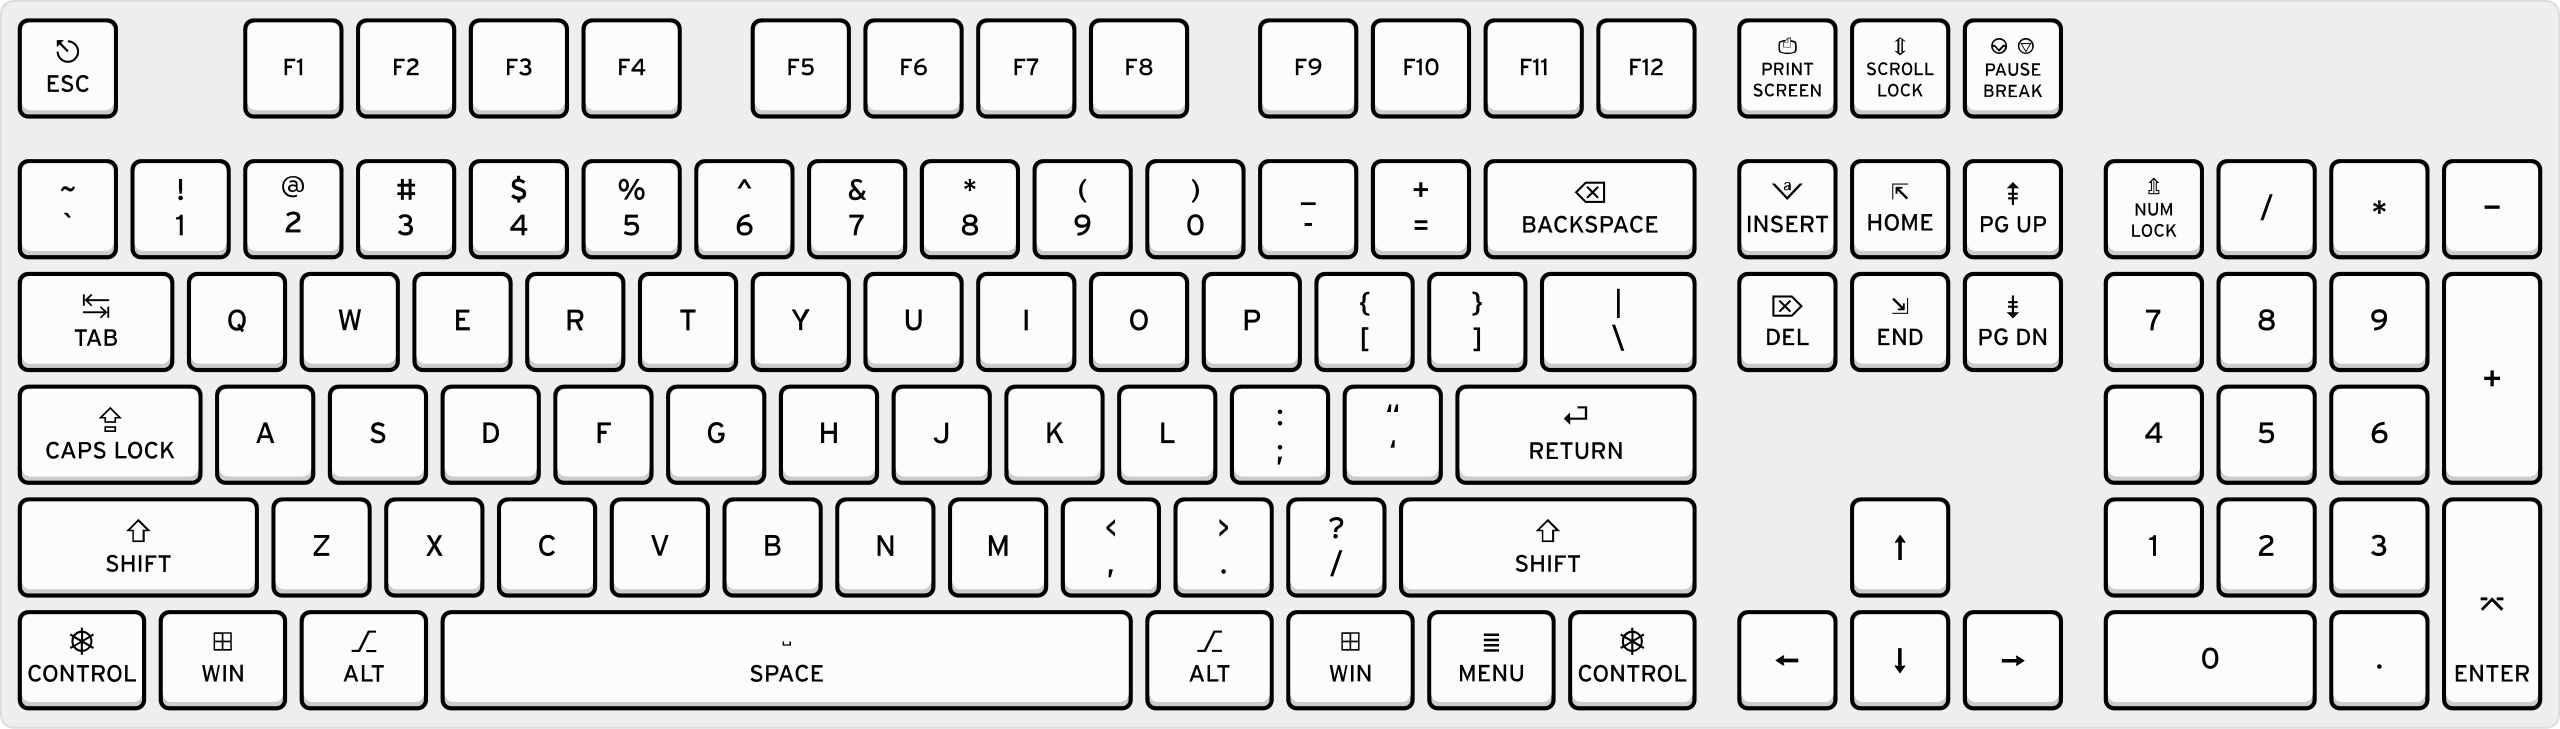 ESC F1 F2 F3 F4 F5 F6 F7 F8 F9 F10 F11 F12 PRINT SCREEN SCROLL LOCK PAUSE BREAK
~ ` ! 1 @ 2 # 3 $ 4 % 5 ^ 6 & 7 * 8 ( 9 ) 0 _ - + = BACKSPACE INSERT HOME PG UP NUM LOCK / * −
TAB Q W E R T Y U I O P { [ } ] | \ DEL END PG DN 7 8 9 +
CAPS LOCK A S D F G H J K L : ; “ ‘ RETURN 4 5 6
SHIFT Z X C V B N M < , > . ? / SHIFT ↑ 1 2 3 ENTER
CONTROL WIN ALT SPACE ALT WIN MENU CONTROL ← ↓ → 0 .